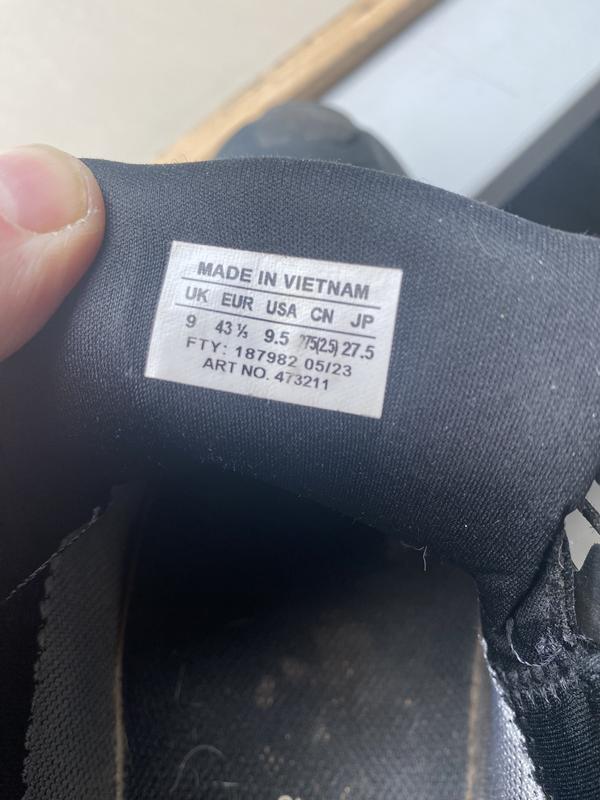 MADE IN VIETNAM
UK EUR USA CN JP
9 43 ⅓ 9.5 275(2.5) 27.5
FTY: 187982 05/23
ART NO. 473211